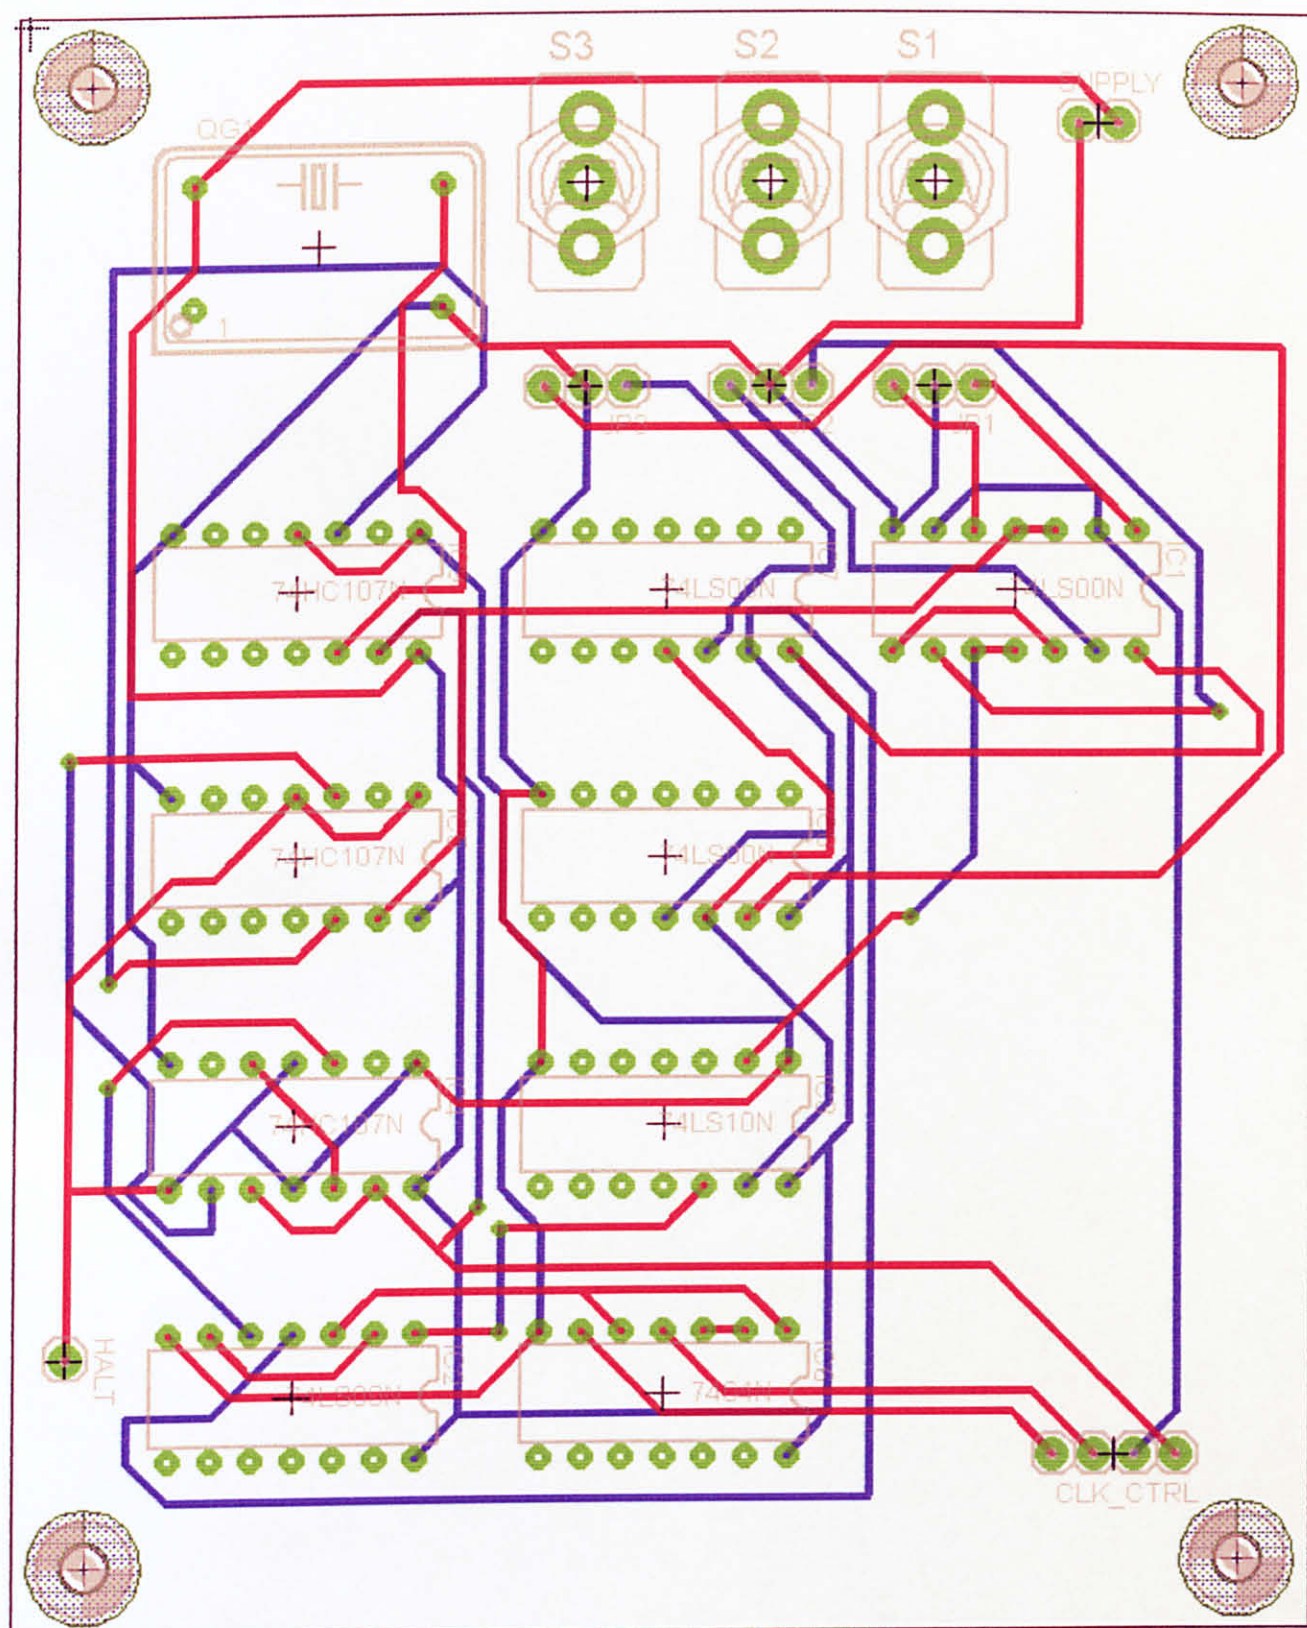 S3 S2 S1
SUPPLY
QG1
1
JP3 JP2 JP1
74HC107N 74LS00N 74LS00N
IC1
74HC107N 74LS00N
74HC107N 74LS10N
HALT
74LS00N
CLK_CTRL